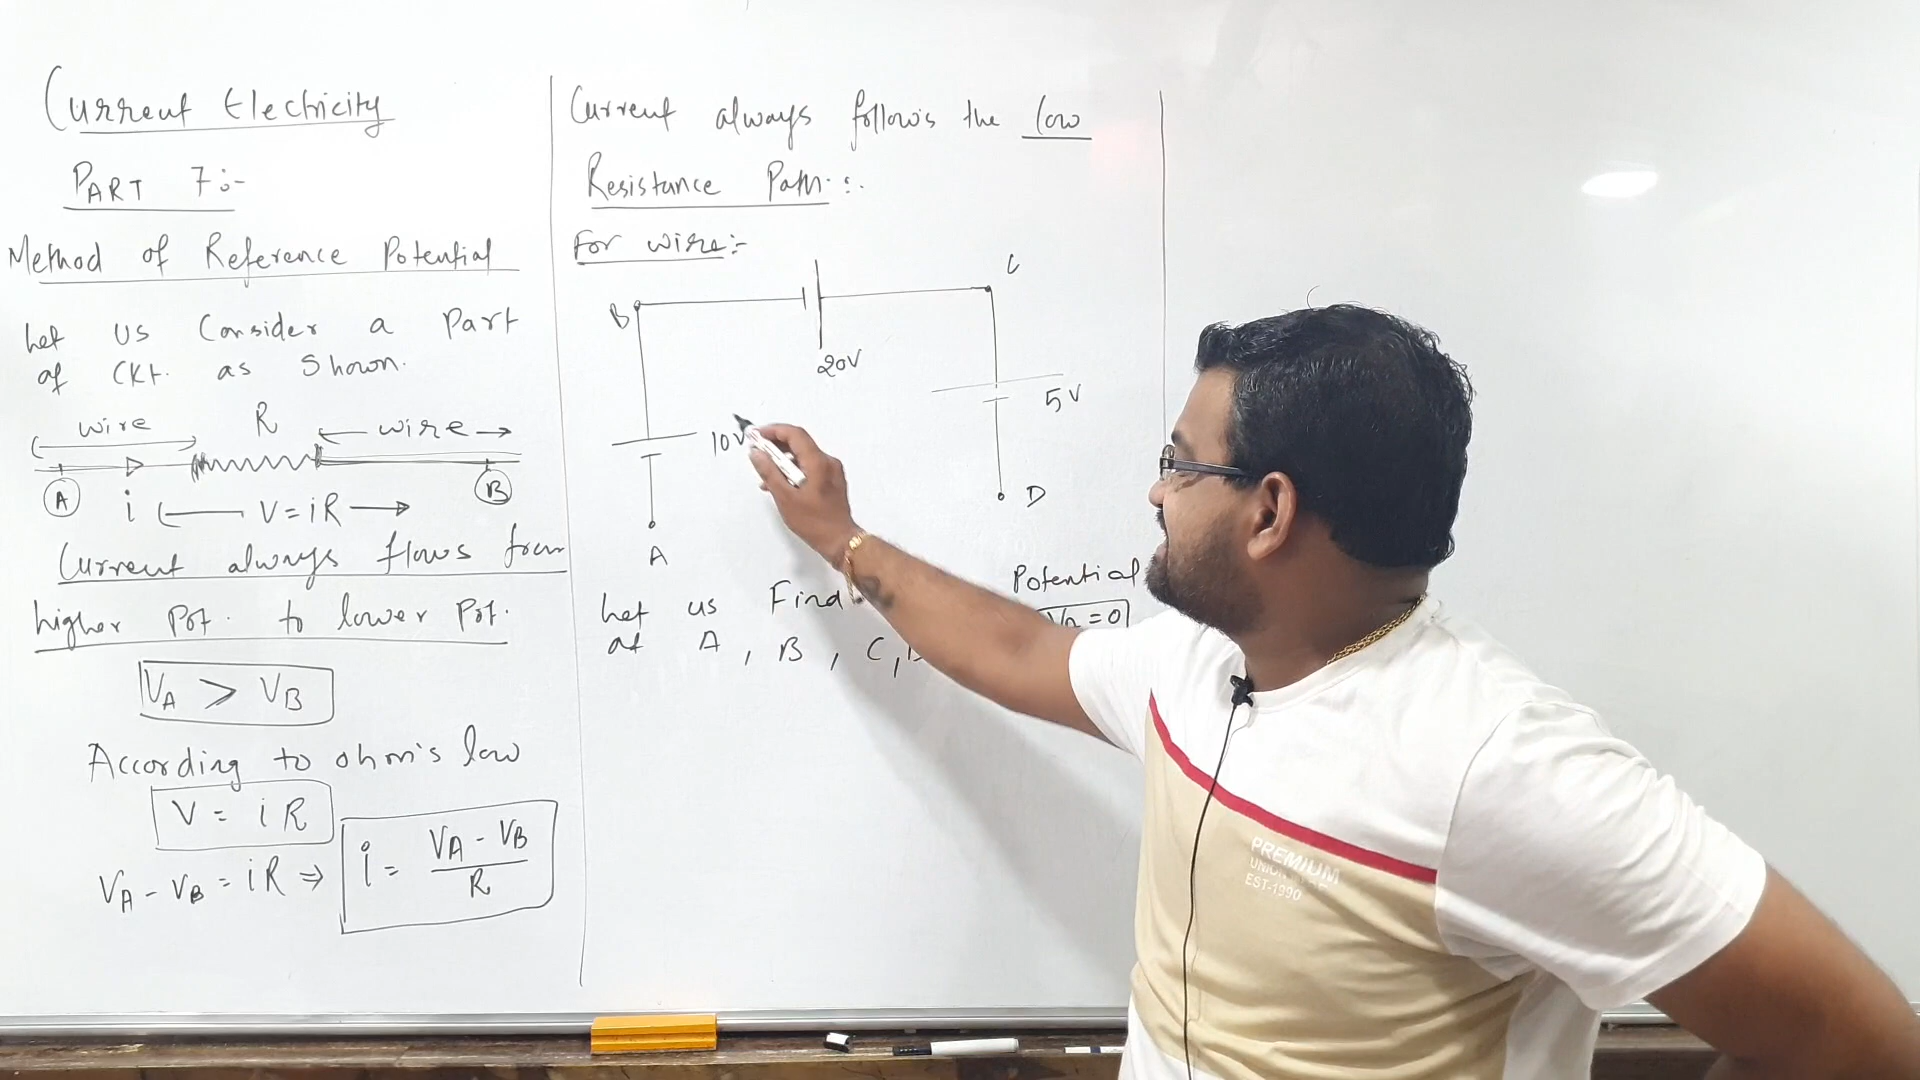 Current Electricity
PART 7:-
Method of Reference Potential
Let us Consider a part
of CKt. as Shown.
wire R wire
A i V=iR B
Current always flows from
higher Pot. to lower Pot.
VA > VB
According to ohm's law
V = iR
VA - VB = iR ⇒ i = VA - VB / R
Current always follows the low
Resistance Path:.
For wire:-
B C
20V
10V 5V
A D
Let us Find Potential
at A, B, C,
=0
PREMIUM
EST-1990